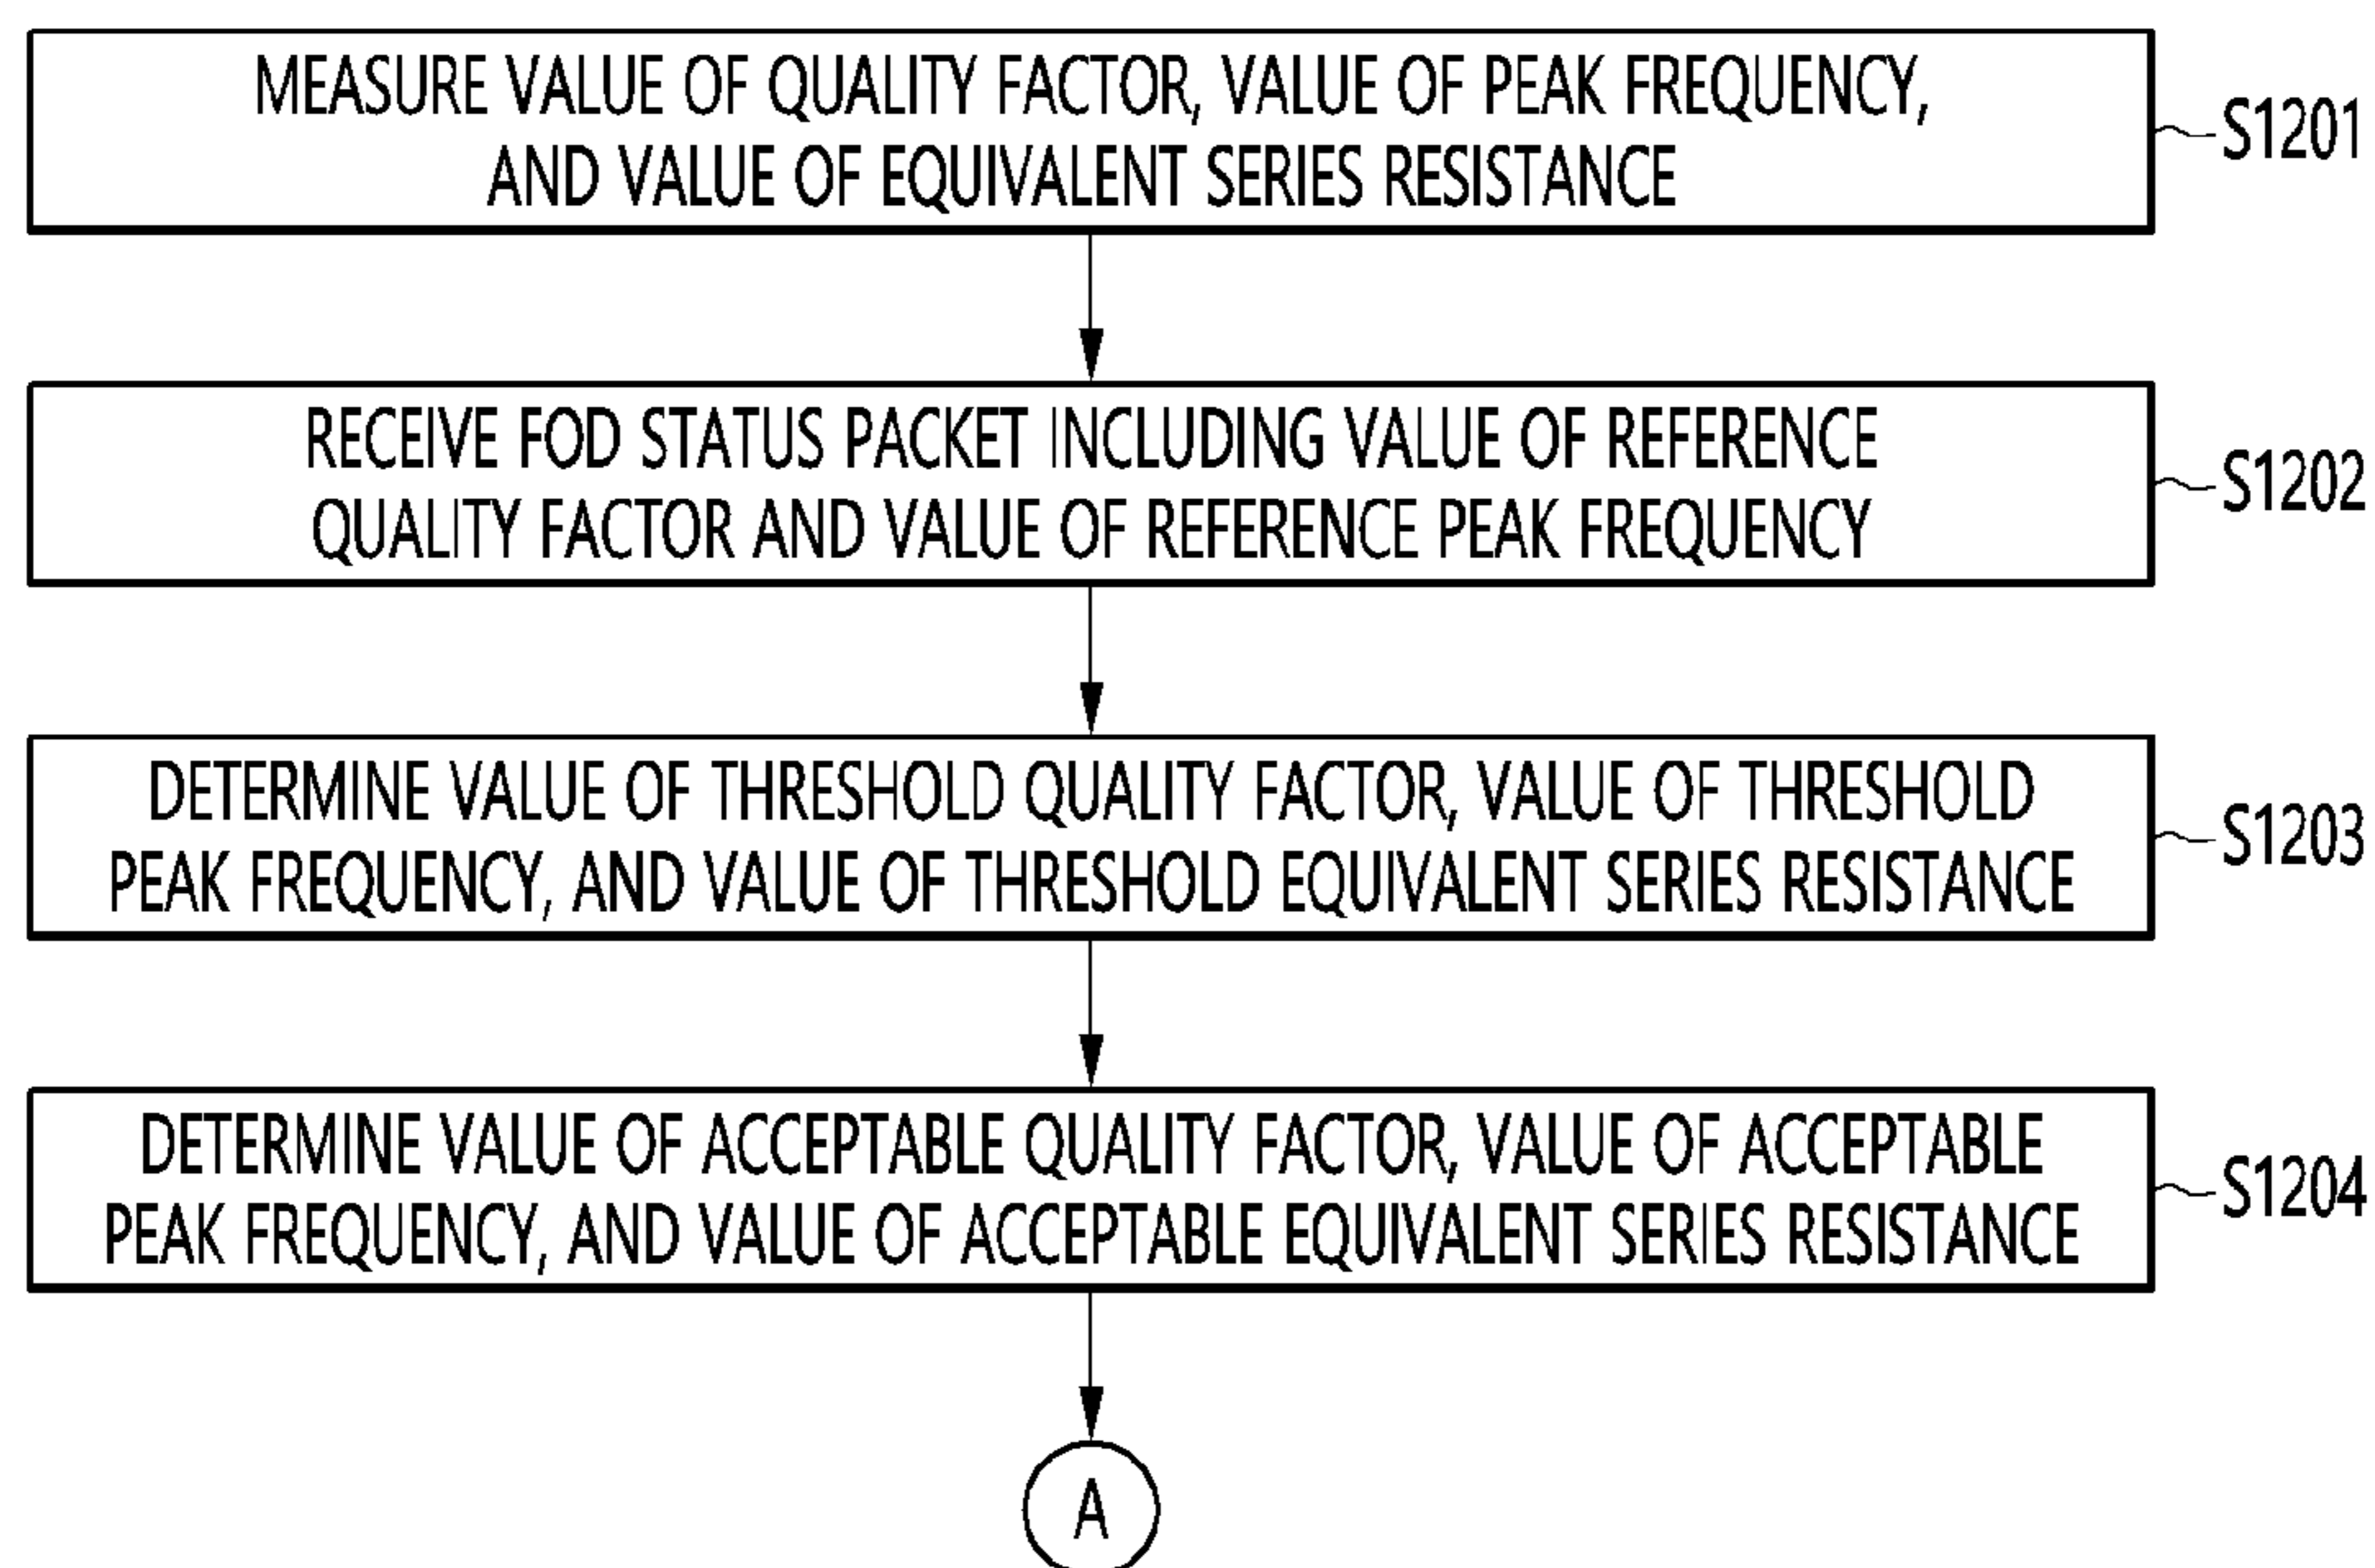 MEASURE VALUE OF QUALITY FACTOR, VALUE OF PEAK FREQUENCY,
AND VALUE OF EQUIVALENT SERIES RESISTANCE
S1201
RECEIVE FOD STATUS PACKET INCLUDING VALUE OF REFERENCE
QUALITY FACTOR AND VALUE OF REFERENCE PEAK FREQUENCY
S1202
DETERMINE VALUE OF THRESHOLD QUALITY FACTOR, VALUE OF THRESHOLD
PEAK FREQUENCY, AND VALUE OF THRESHOLD EQUIVALENT SERIES RESISTANCE
S1203
DETERMINE VALUE OF ACCEPTABLE QUALITY FACTOR, VALUE OF ACCEPTABLE
PEAK FREQUENCY, AND VALUE OF ACCEPTABLE EQUIVALENT SERIES RESISTANCE
S1204
A